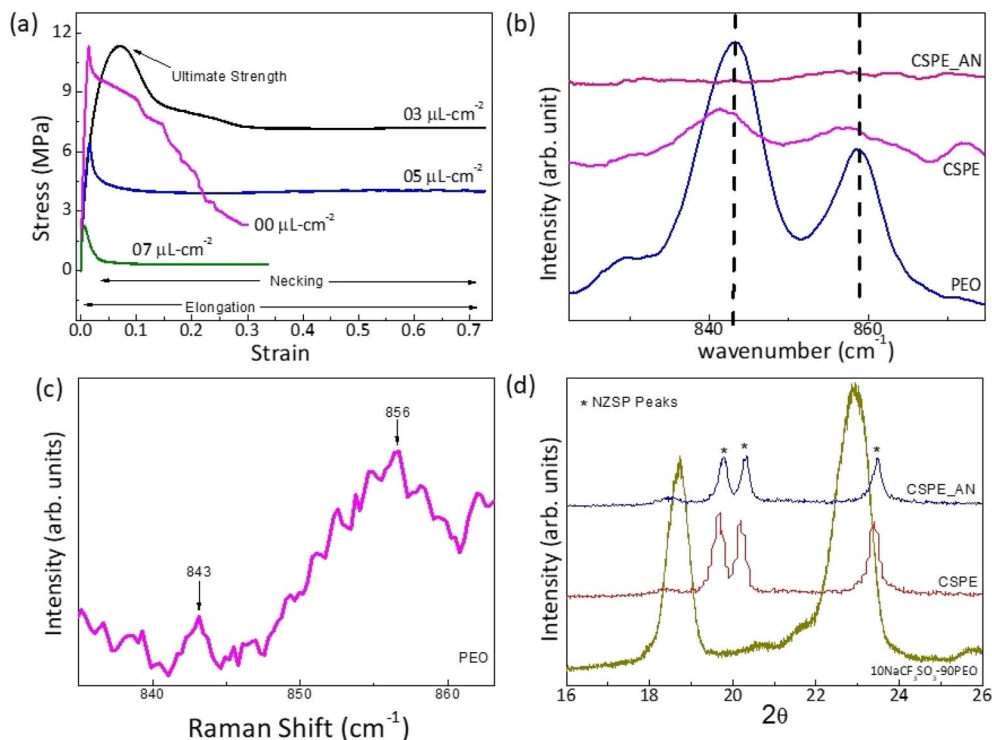 (a)
12
9
6
3
0
Stress (MPa)
Ultimate Strength
03 μL-cm⁻²
05 μL-cm⁻²
00 μL-cm⁻²
07 μL-cm⁻²
Necking
Elongation
0.0 0.1 0.2 0.3 0.4 0.5 0.6 0.7
Strain
(b)
Intensity (arb. unit)
CSPE_AN
CSPE
PEO
840 860
wavenumber (cm⁻¹)
(c)
Intensity (arb. units)
856
843
PEO
840 850 860
Raman Shift (cm⁻¹)
(d)
Intensity (arb. units)
* NZSP Peaks
* * *
CSPE_AN
CSPE
10NaCF₃SO₃-90PEO
16 18 20 22 24 26
2θ